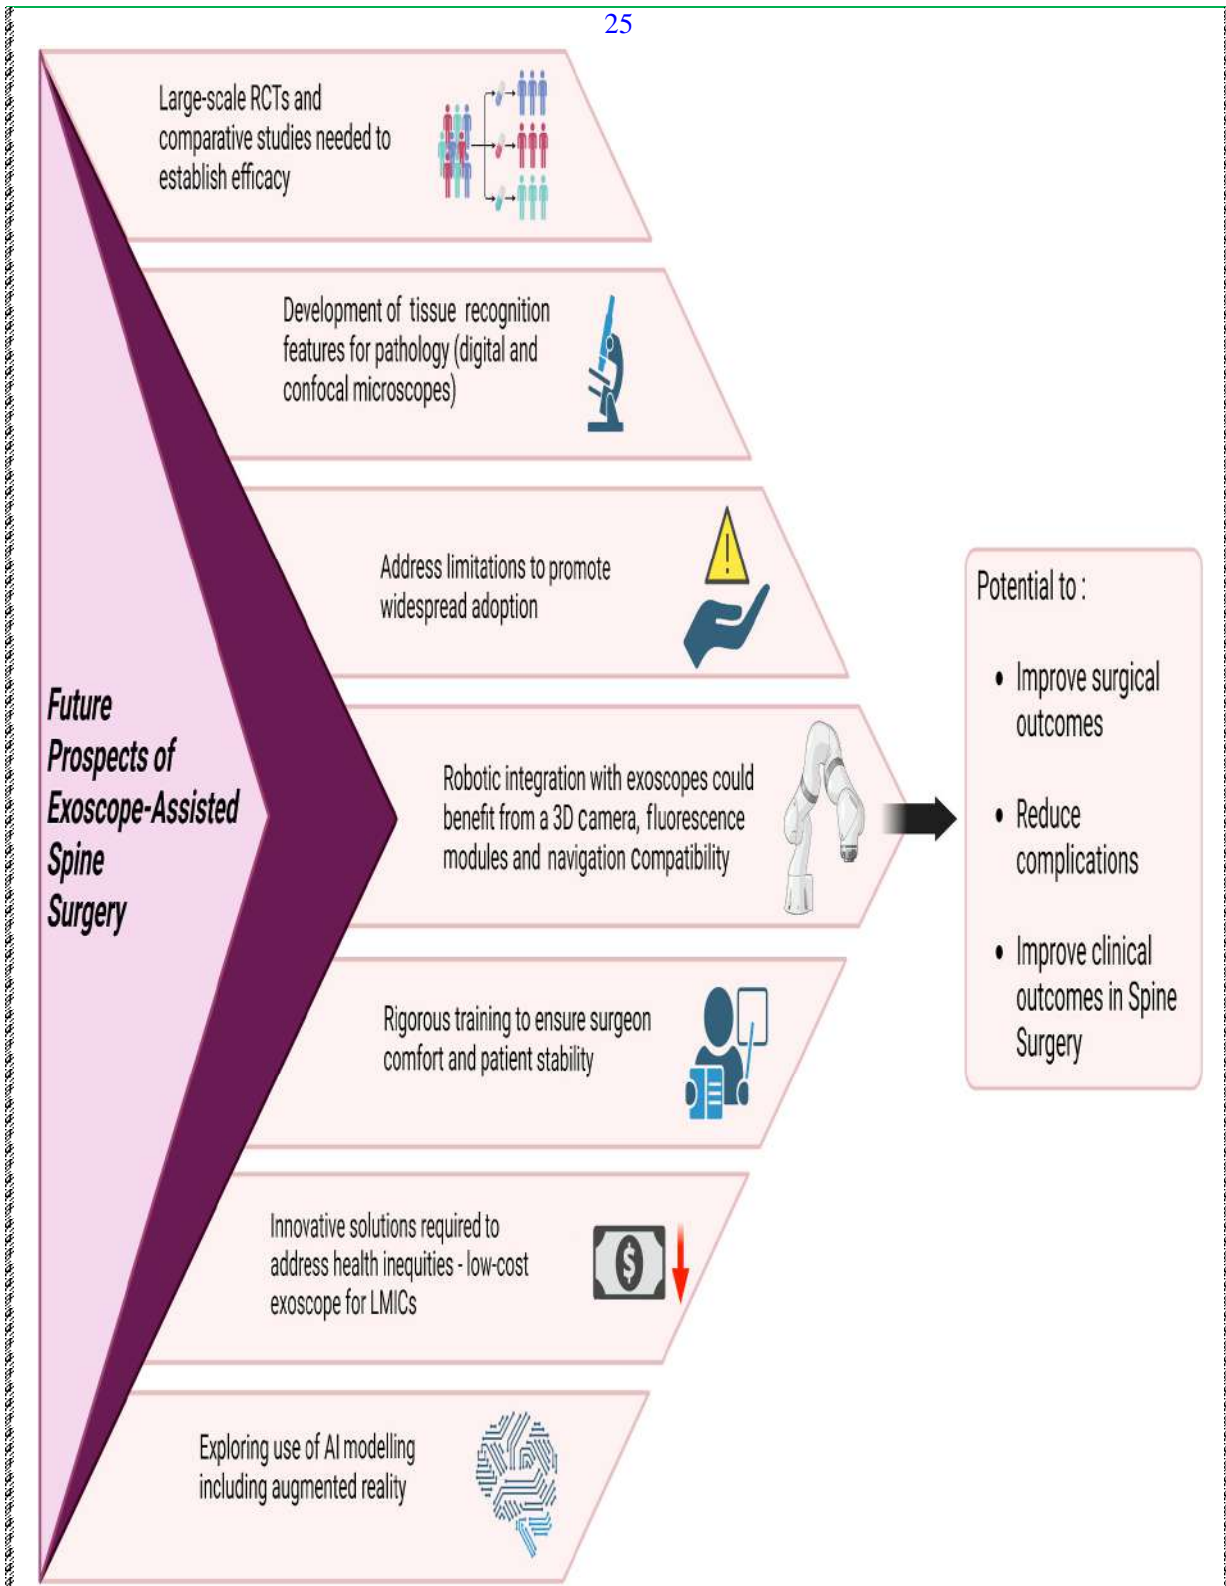 25
Large-scale RCTs and
comparative studies needed to
establish efficacy
Development of tissue recognition
features for pathology (digital and
confocal microscopes)
Address limitations to promote
widespread adoption
Future
Prospects of
Exoscope-Assisted
Spine
Surgery
Robotic integration with exoscopes could
benefit from a 3D camera, fluorescence
modules and navigation Compatibility
Rigorous training to ensure surgeon
comfort and patient stability
Innovative solutions required to
address health inequities - low-cost
exoscope for LMICs
$
Exploring use of AI modelling
including augmented reality
Potential to :
• Improve surgical
outcomes
• Reduce
complications
• Improve clinical
outcomes in Spine
Surgery